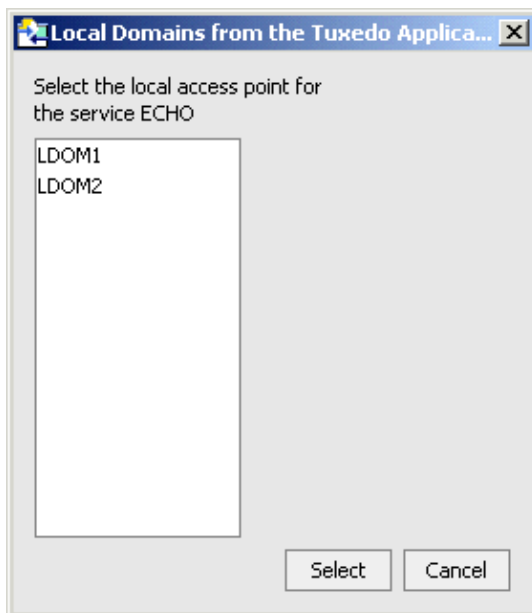 Local Domains from the Tuxedo Applica...
Select the local access point for
the service ECHO
LDOM1
LDOM2
Select Cancel